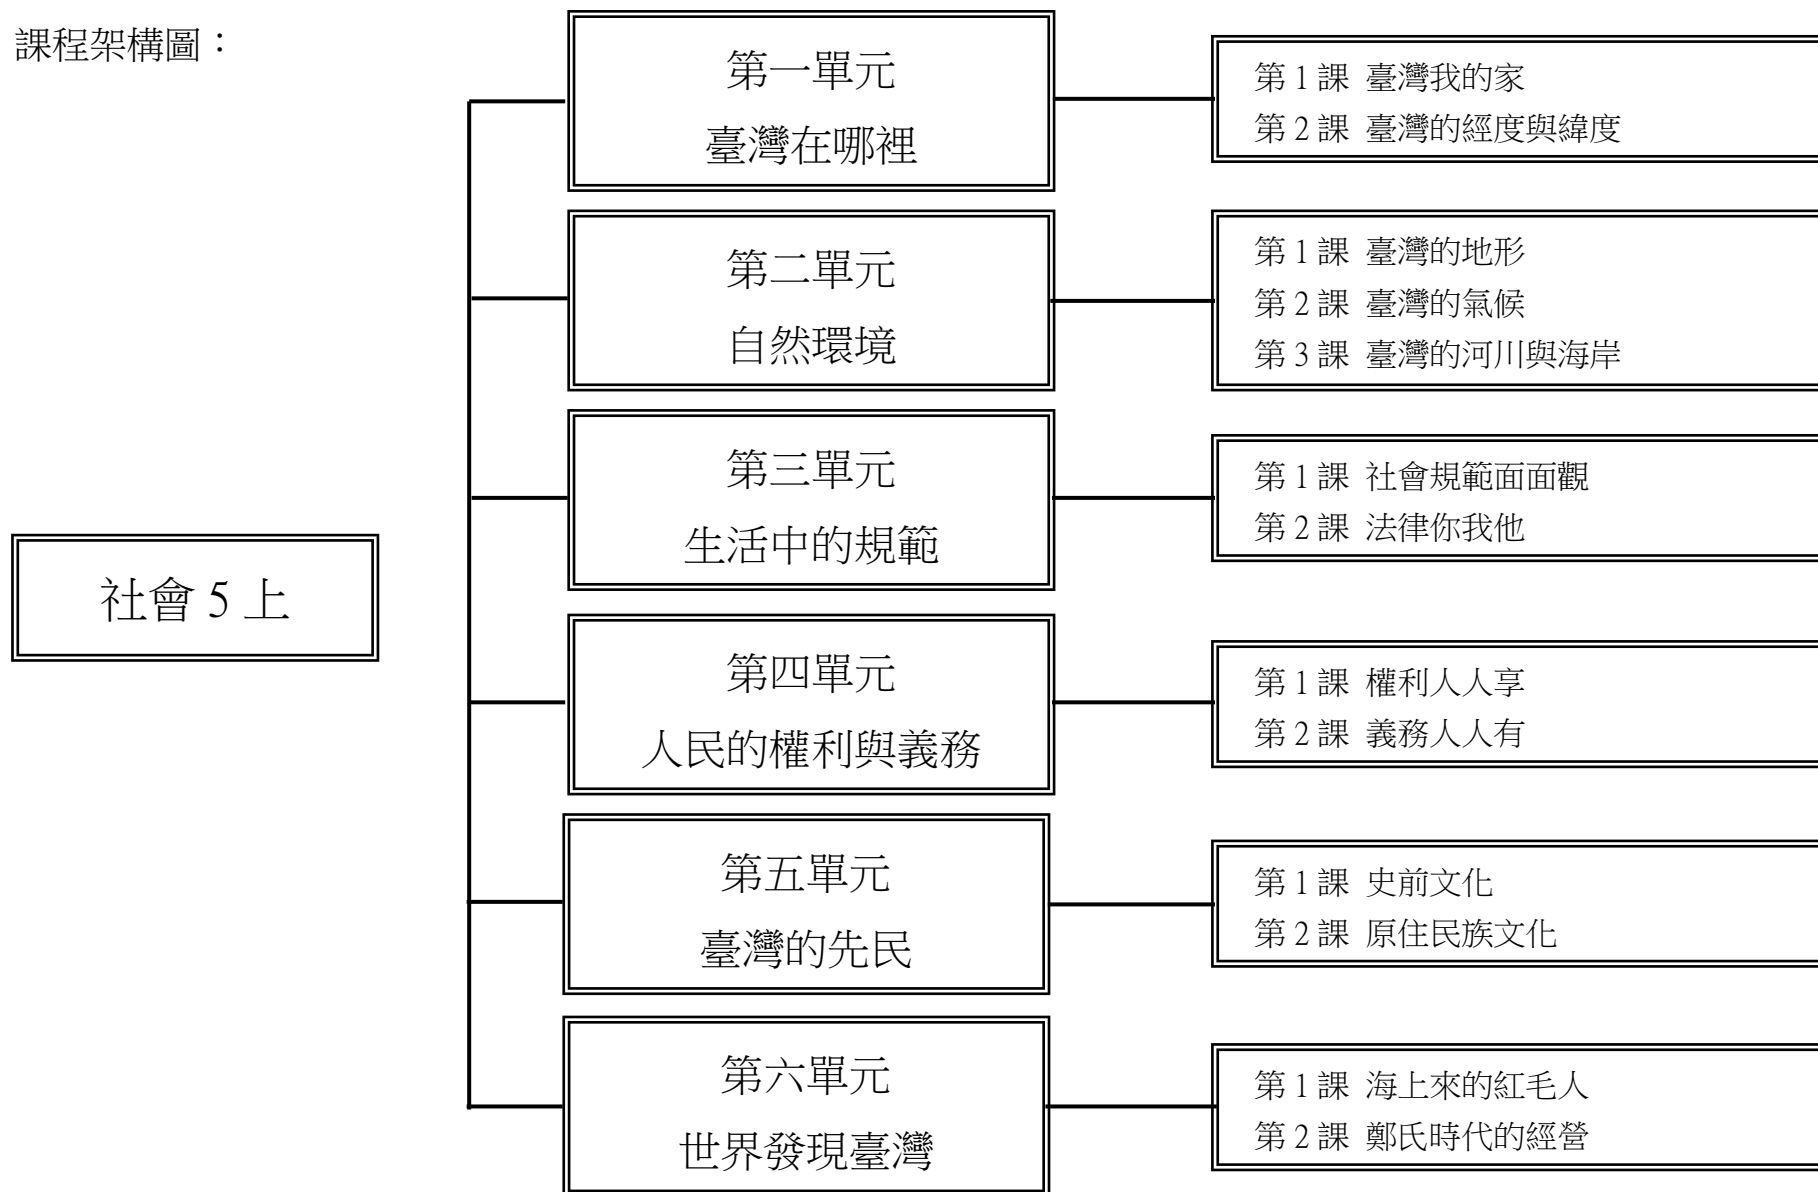 課程架構圖：
社會 5 上
第一單元
臺灣在哪裡
第 1 課 臺灣我的家
第 2 課 臺灣的經度與緯度
第二單元
自然環境
第 1 課 臺灣的地形
第 2 課 臺灣的氣候
第 3 課 臺灣的河川與海岸
第三單元
生活中的規範
第 1 課 社會規範面面觀
第 2 課 法律你我他
第四單元
人民的權利與義務
第 1 課 權利人人享
第 2 課 義務人人有
第五單元
臺灣的先民
第 1 課 史前文化
第 2 課 原住民族文化
第六單元
世界發現臺灣
第 1 課 海上來的紅毛人
第 2 課 鄭氏時代的經營